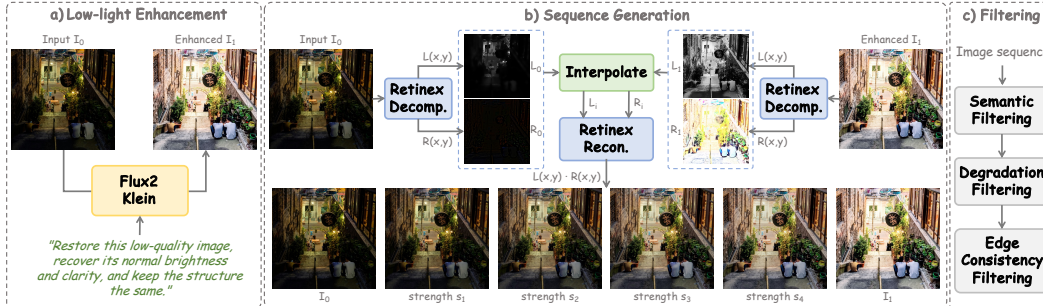 a) Low-light Enhancement
Input I₀
Enhanced I₁
Flux2
Klein
"Restore this low-quality image,
recover its normal brightness
and clarity, and keep the structure
the same."
b) Sequence Generation
Input I₀
L(x,y)
Retinex
Decomp.
R(x,y)
L₀
R₀
Interpolate
Lᵢ
Rᵢ
Retinex
Recon.
L(x,y) · R(x,y)
L₁
R₁
L(x,y)
Retinex
Decomp.
R(x,y)
Enhanced I₁
I₀
strength s₁
strength s₂
strength s₃
strength s₄
I₁
c) Filtering
Image sequence
Semantic
Filtering
Degradation
Filtering
Edge
Consistency
Filtering